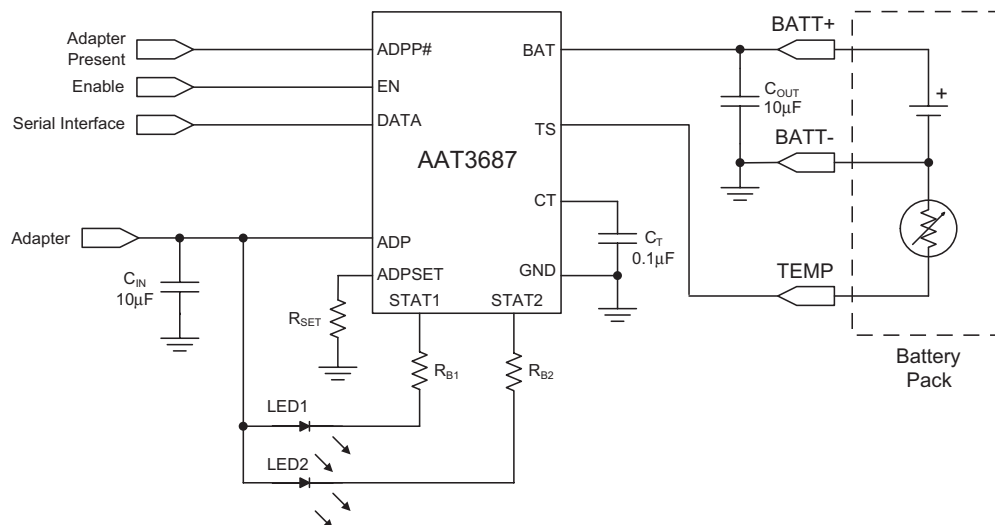 Adapter
Present
Enable
Serial Interface
Adapter
ADPP#
EN
DATA
AAT3687
ADP
ADPSET
STAT1
STAT2
BAT
TS
CT
GND
C_IN
10μF
R_SET
R_B1
R_B2
LED1
LED2
C_T
0.1μF
C_OUT
10μF
BATT+
BATT-
TEMP
+
Battery
Pack